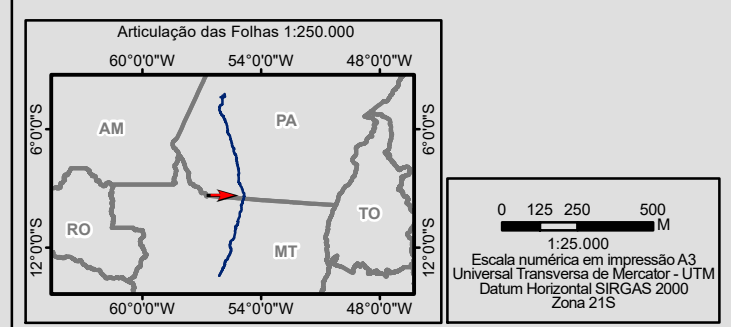 Articulação das Folhas 1:250.000
60°0'0"W 54°0'0"W 48°0'0"W
6°0'0"S 6°0'0"S
AM PA
RO TO
MT
12°0'0"S 12°0'0"S
60°0'0"W 54°0'0"W 48°0'0"W
0 125 250 500
M
1:25.000
Escala numérica em impressão A3
Universal Transversa de Mercator - UTM
Datum Horizontal SIRGAS 2000
Zona 21S